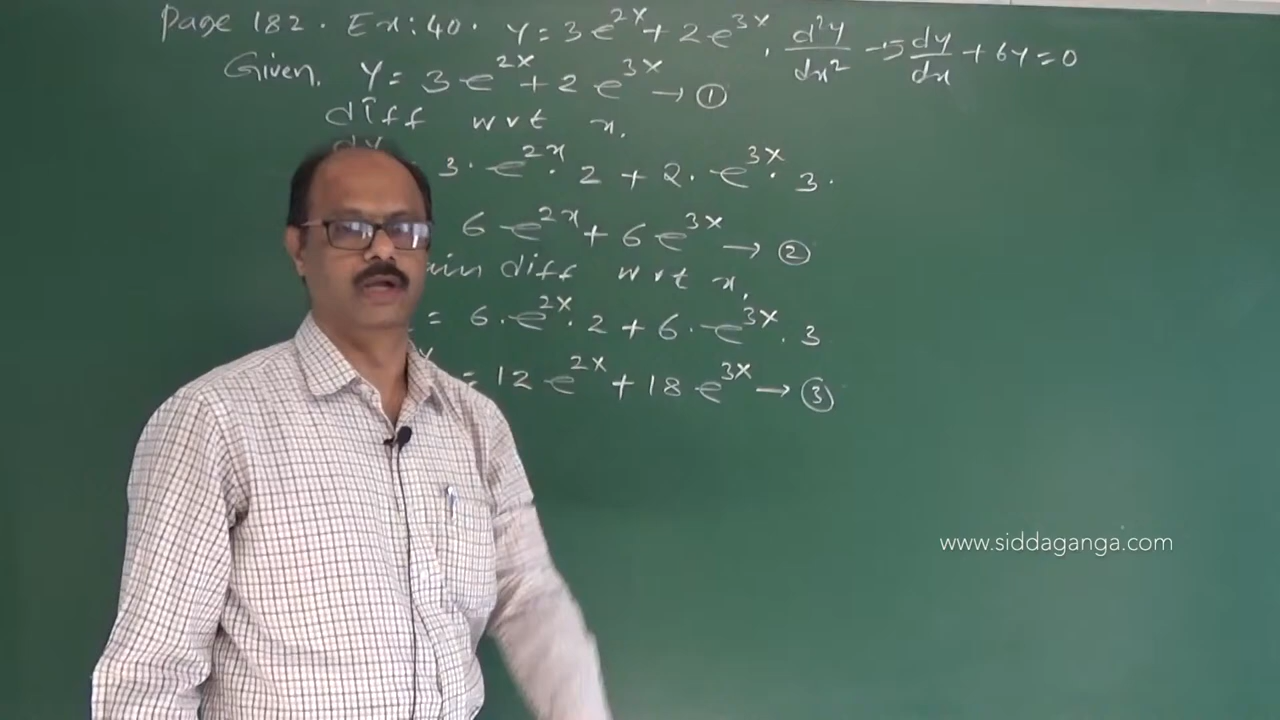 Page 182. Ex: 40. y = 3e^{2x} + 2e^{3x}. d²y/dx² - 5 dy/dx + 6y = 0
Given. y = 3e^{2x} + 2e^{3x} → ①
diff wrt x.
dy 3. e^{2x}. 2 + 2. e^{3x}. 3.
6e^{2x} + 6e^{3x} → ②
ain diff wrt x.
= 6. e^{2x}. 2 + 6. e^{3x}. 3
= 12e^{2x} + 18e^{3x} → ③
www.siddaganga.com